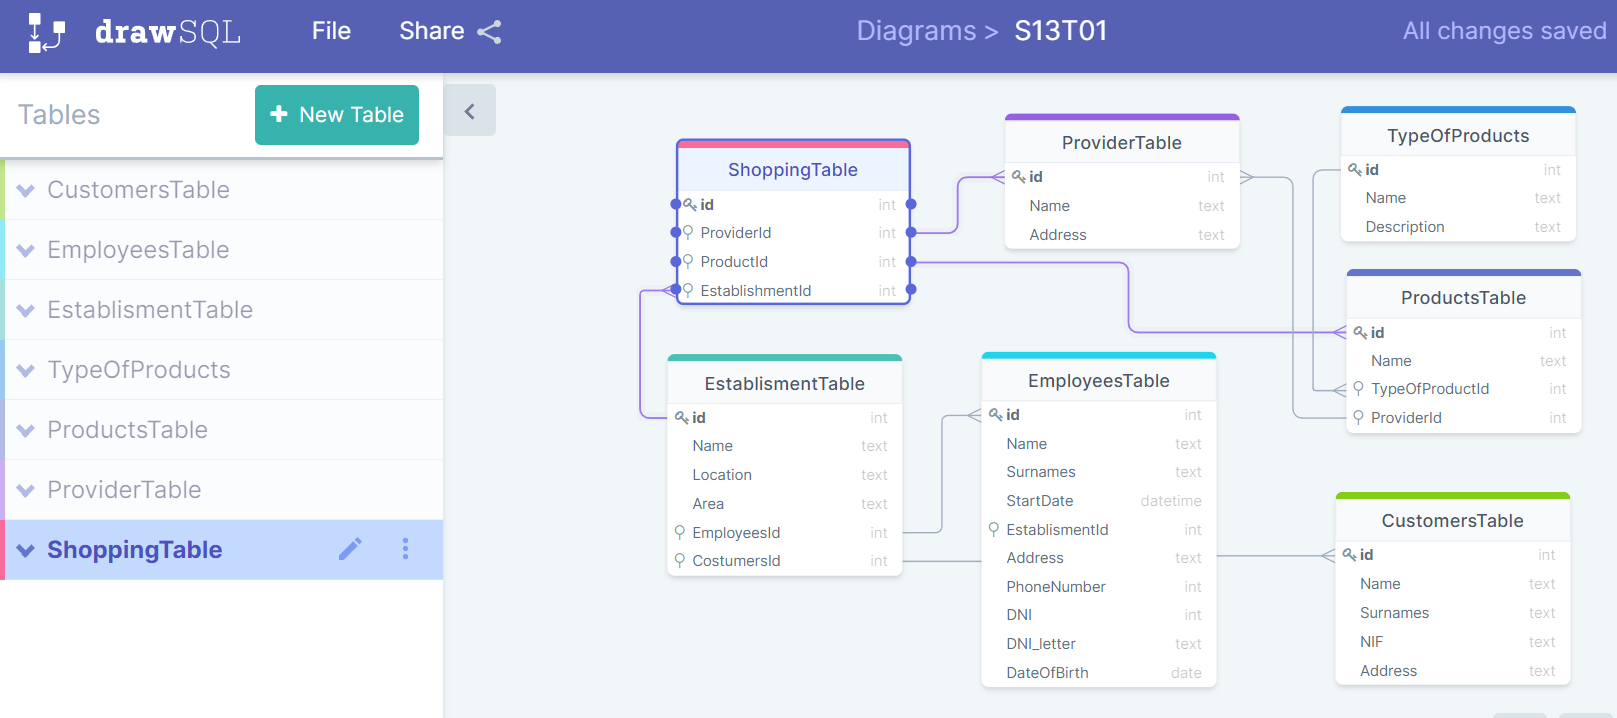 drawSQL File Share Diagrams > S13T01 All changes saved
Tables
+ New Table
CustomersTable
EmployeesTable
EstablismentTable
TypeOfProducts
ProductsTable
ProviderTable
ShoppingTable
ShoppingTable
id int
ProviderId int
ProductId int
EstablishmentId int
ProviderTable
id int
Name text
Address text
TypeOfProducts
id int
Name text
Description text
ProductsTable
id int
Name text
TypeOfProductId int
ProviderId int
EstablismentTable
id int
Name text
Location text
Area text
EmployeesId int
CostumersId int
EmployeesTable
id int
Name text
Surnames text
StartDate datetime
EstablismentId int
Address text
PhoneNumber int
DNI int
DNI_letter text
DateOfBirth date
CustomersTable
id int
Name text
Surnames text
NIF text
Address text